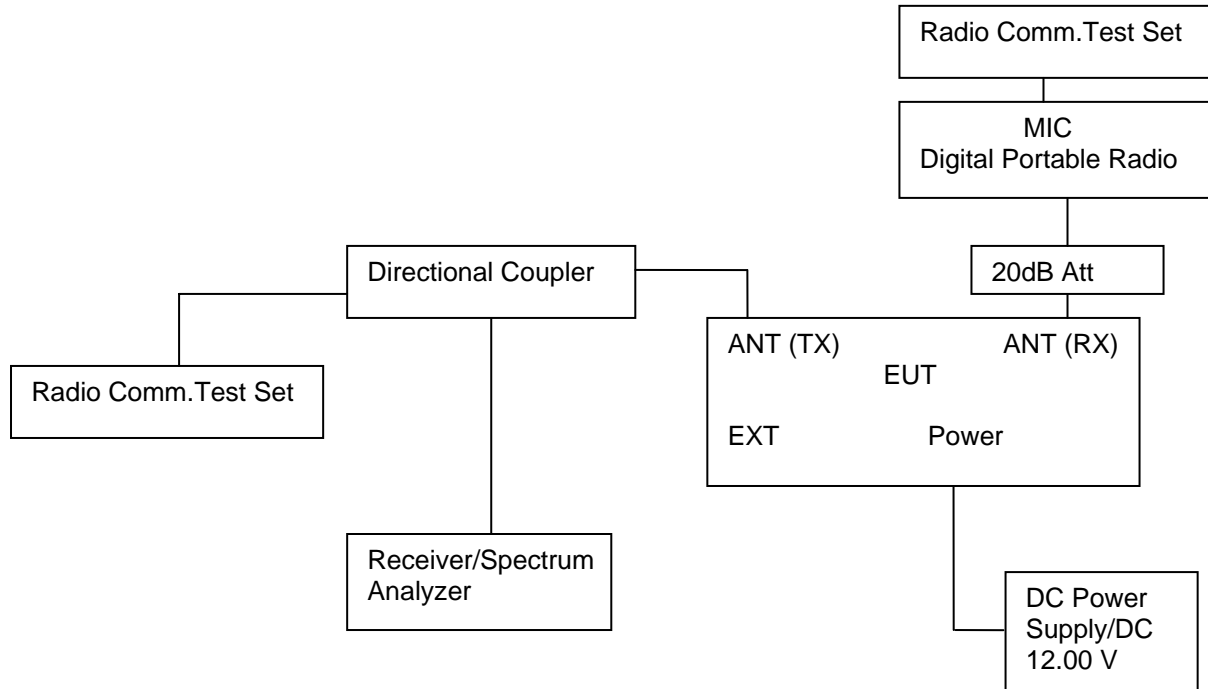 Radio Comm.Test Set
MIC
Digital Portable Radio
Directional Coupler
20dB Att
ANT (TX) ANT (RX)
EUT
Radio Comm.Test Set
EXT Power
Receiver/Spectrum
Analyzer
DC Power
Supply/DC
12.00 V